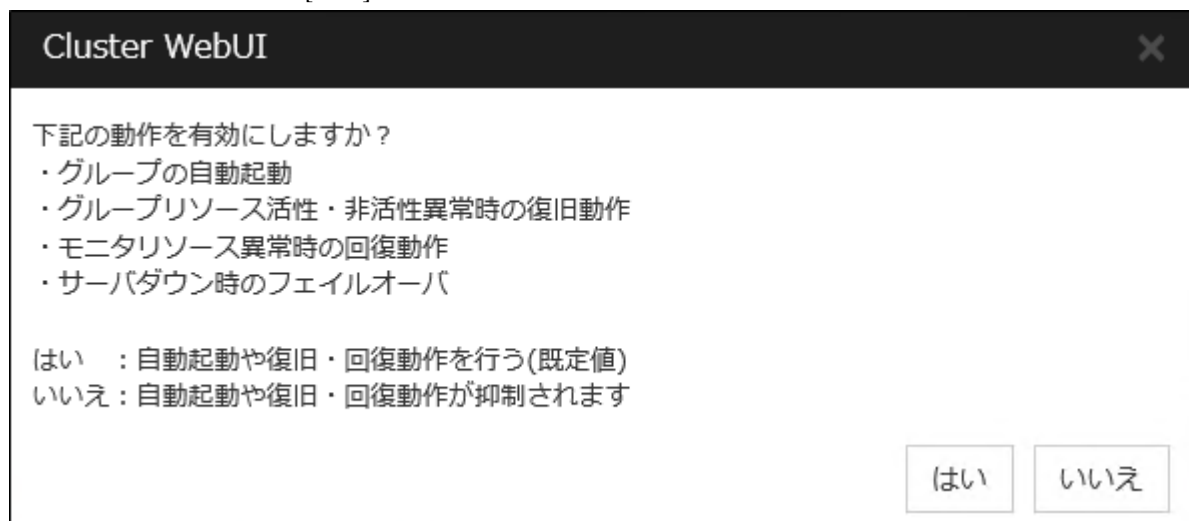 Cluster WebUI
下記の動作を有効にしますか？
・グループの自動起動
・グループリソース活性・非活性異常時の復旧動作
・モニタリソース異常時の回復動作
・サーバダウン時のフェイルオーバ
はい　：自動起動や復旧・回復動作を行う(既定値)
いいえ：自動起動や復旧・回復動作が抑制されます
はい　いいえ